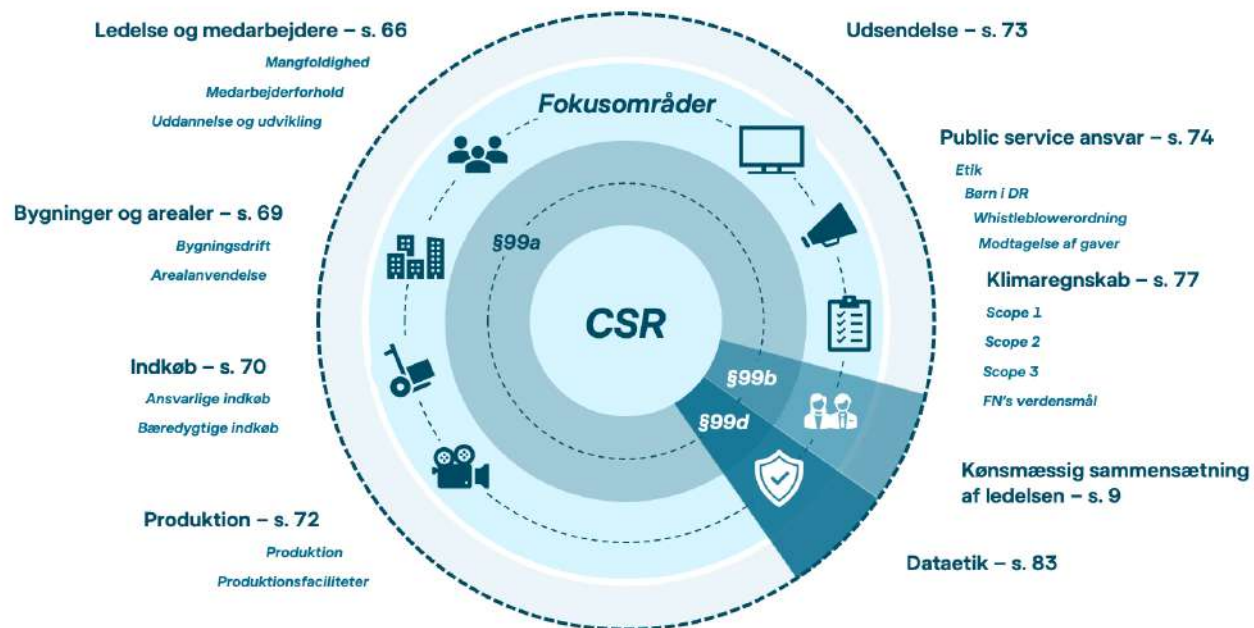 Ledelse og medarbejdere – s. 66
Mangfoldighed
Medarbejderforhold
Uddannelse og udvikling
Bygninger og arealer – s. 69
Bygningsdrift
Arealanvendelse
Indkøb – s. 70
Ansvarlige indkøb
Bæredygtige indkøb
Produktion – s. 72
Produktion
Produktionsfaciliteter
Fokusområder
§99a
CSR
§99b
§99d
Udsendelse – s. 73
Public service ansvar – s. 74
Etik
Børn i DR
Whistleblowerordning
Modtagelse af gaver
Klimaregnskab – s. 77
Scope 1
Scope 2
Scope 3
FN's verdensmål
Kønsmæssig sammensætning
af ledelsen – s. 9
Dataetik – s. 83